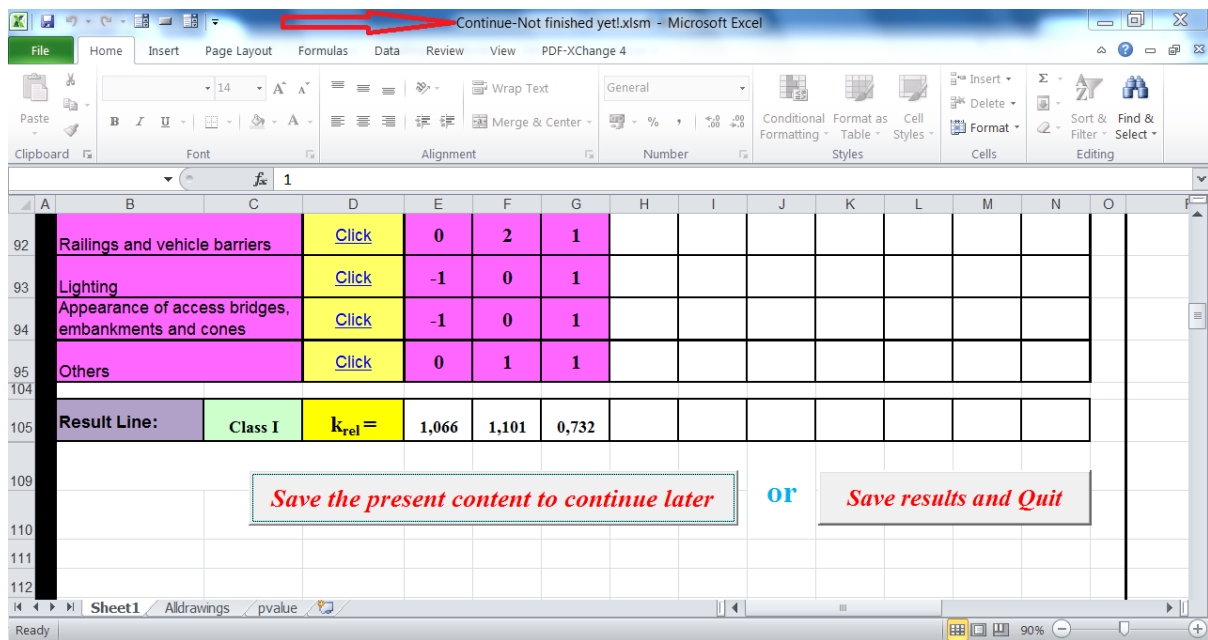 Continue-Not finished yet!.xlsm - Microsoft Excel
File Home Insert Page Layout Formulas Data Review View PDF-XChange 4
14 A A Wrap Text General Insert Σ
Paste B I U A Merge & Center % , Conditional Formatting Format as Table Cell Styles Delete Format Sort & Filter Find & Select
Clipboard Font Alignment Number Styles Cells Editing
fx 1
A B C D E F G H I J K L M N O
92 Railings and vehicle barriers Click 0 2 1
93 Lighting Click -1 0 1
Appearance of access bridges,
94 embankments and cones Click -1 0 1
95 Others Click 0 1 1
104
105 Result Line: Class I krel= 1,066 1,101 0,732
109
Save the present content to continue later or Save results and Quit
110
111
112
Sheet1 Alldrawings pvalue
Ready 90%